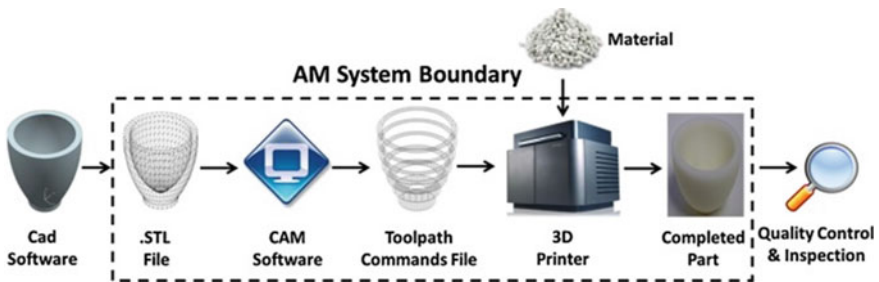 Material
AM System Boundary
Cad
Software
.STL
File
CAM
Software
Toolpath
Commands File
3D
Printer
Completed
Part
Quality Control
& Inspection